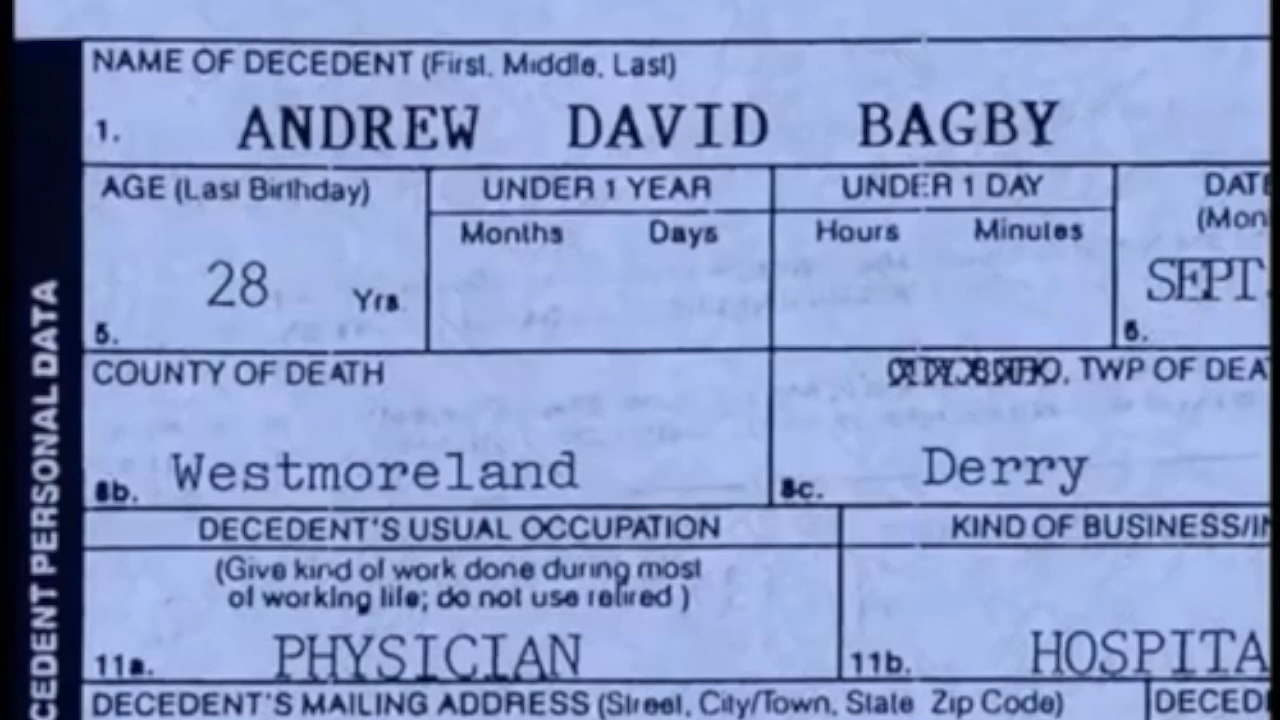 NAME OF DECEDENT (First, Middle, Last)
1. ANDREW DAVID BAGBY
AGE (Last Birthday) UNDER 1 YEAR UNDER 1 DAY DATE
Months Days Hours Minutes (Mon
28 Yrs. SEPT.
5. 6.
COUNTY OF DEATH TWP OF DEA
8b. Westmoreland 8c. Derry
DECEDENT'S USUAL OCCUPATION KIND OF BUSINESS/IN
(Give kind of work done during most
of working life; do not use retired)
11a. PHYSICIAN 11b. HOSPITA
DECEDENT'S MAILING ADDRESS (Street, City/Town, State Zip Code) DECED
CEDENT PERSONAL DATA